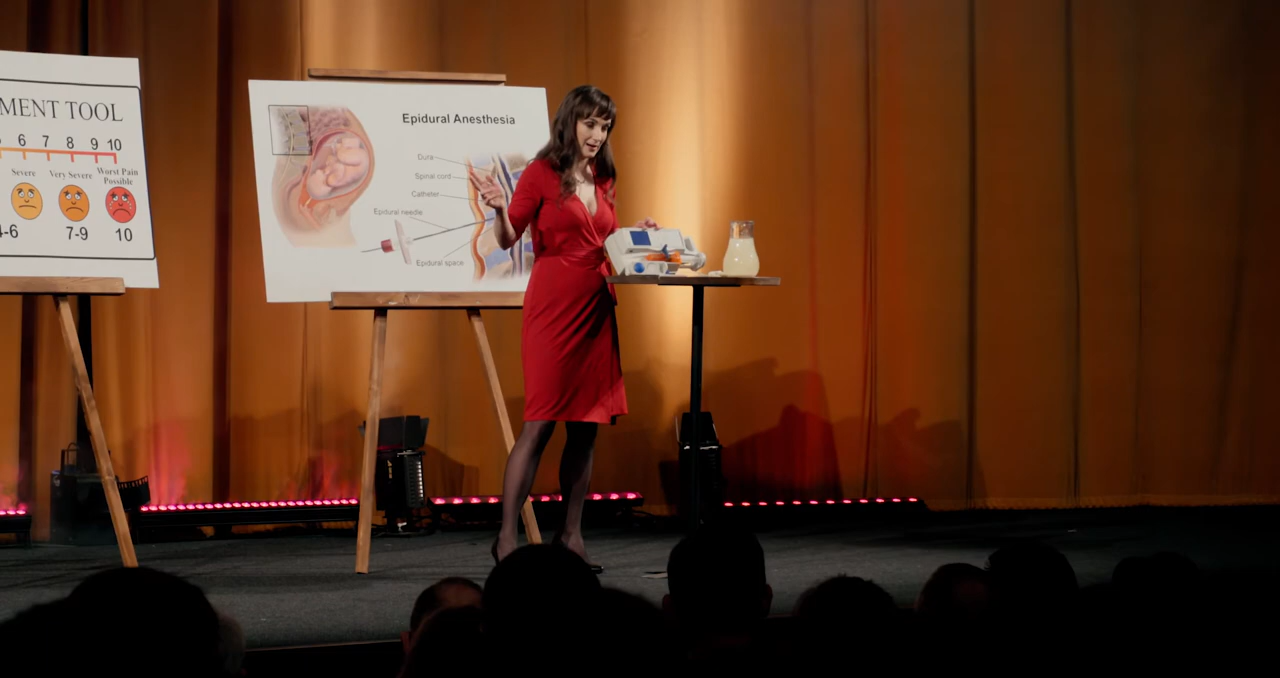 MENT TOOL
6 7 8 9 10
Severe Very Severe Worst Pain
Possible
-6 7-9 10
Epidural Anesthesia
Dura
Spinal cord
Catheter
Epidural needle
Epidural space